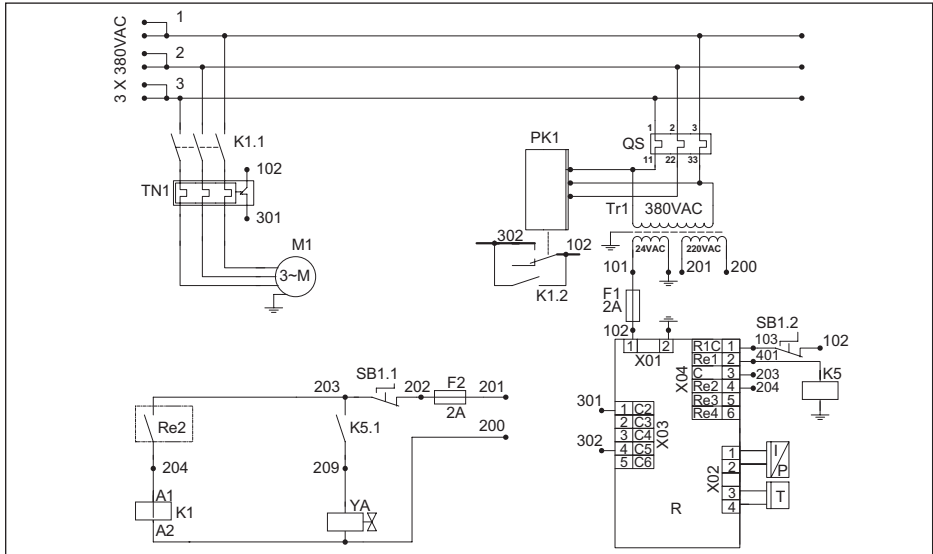 3 X 380VAC
1
2
3
K1.1
102
TN1
301
M1
3~M
PK1
QS
1 2 3
11 22 33
Tr1
380VAC
24VAC
220VAC
302
102
K1.2
101
201
200
F1
2A
102
1 2
X01
SB1.2
103
102
401
203
204
K5
R1C 1
Re1 2
C 3
Re2 4
Re3 5
Re4 6
X04
301
302
1 C2
2 C3
3 C4
4 C5
5 C6
X03
1
2
3
4
X02
I/P
T
R
SB1.1
203
202
F2
2A
201
200
Re2
K5.1
204
209
A1
K1
A2
YA